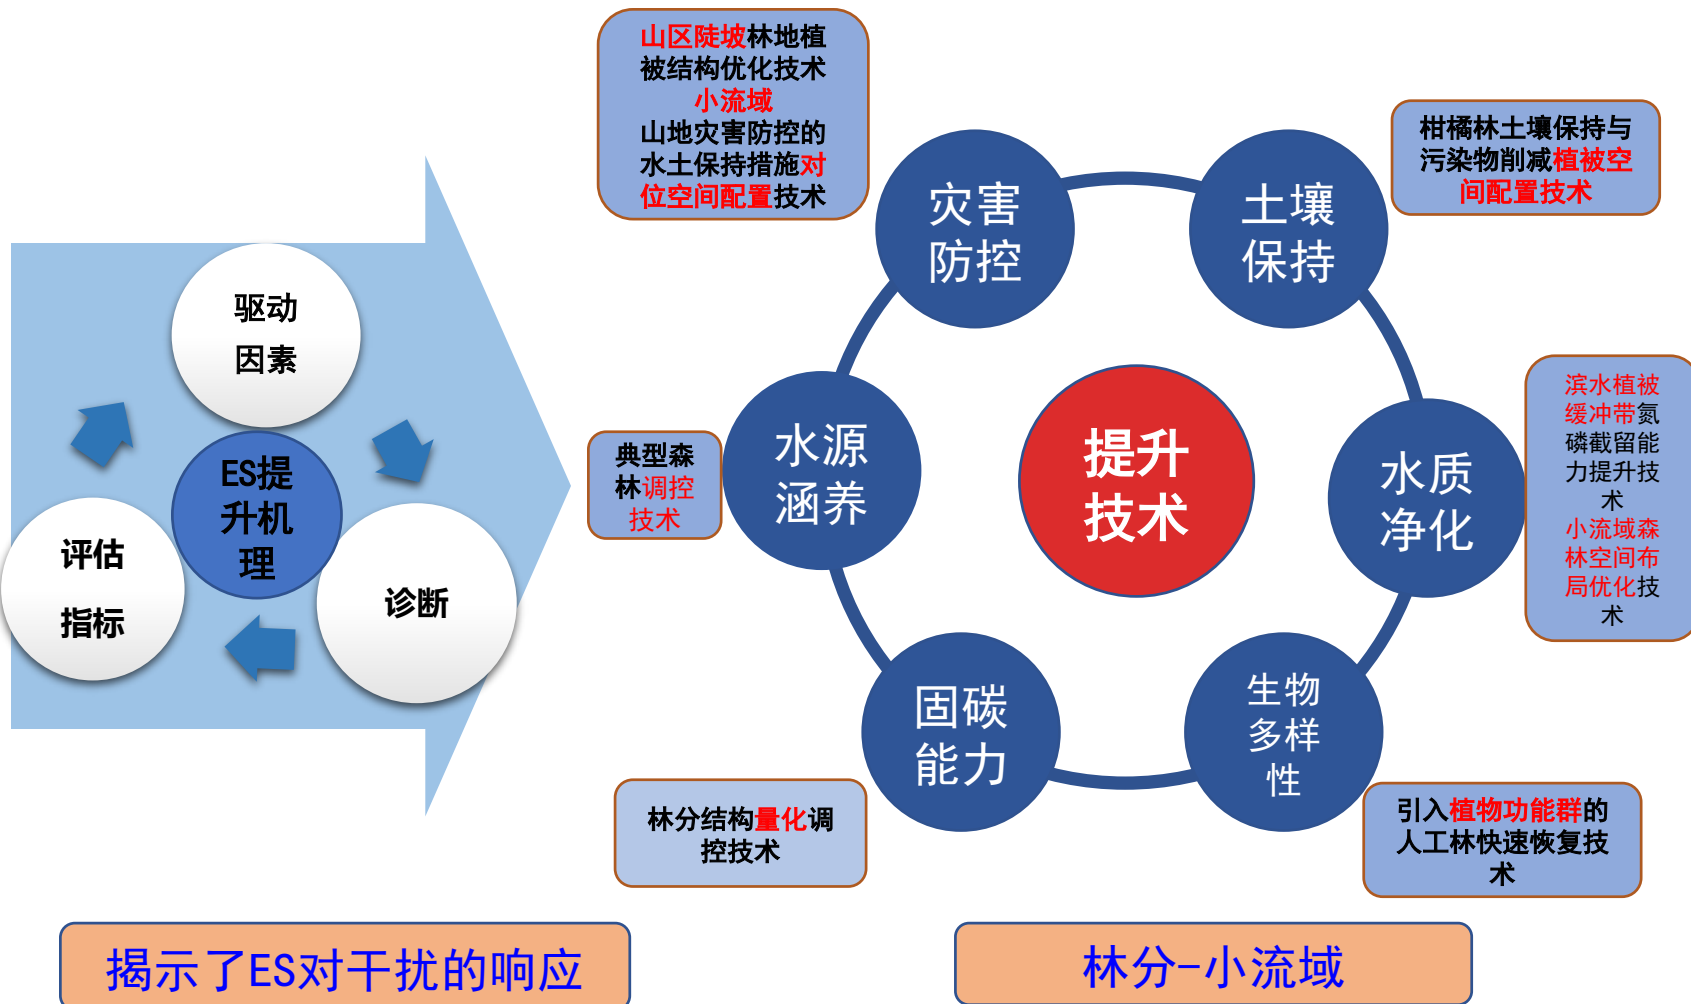 驱动
因素
ES提
升机
理
评估
指标
诊断
揭示了ES对干扰的响应
山区陡坡林地植
被结构优化技术
小流域
山地灾害防控的
水土保持措施对
位空间配置技术
柑橘林土壤保持与
污染物削减植被空
间配置技术
灾害
防控
土壤
保持
典型森
林调控
技术
水源
涵养
提升
技术
水质
净化
滨水植被
缓冲带氮
磷截留能
力提升技
术
小流域森
林空间布
局优化技
术
固碳
能力
生物
多样
性
林分结构量化调
控技术
引入植物功能群的
人工林快速恢复技
术
林分-小流域